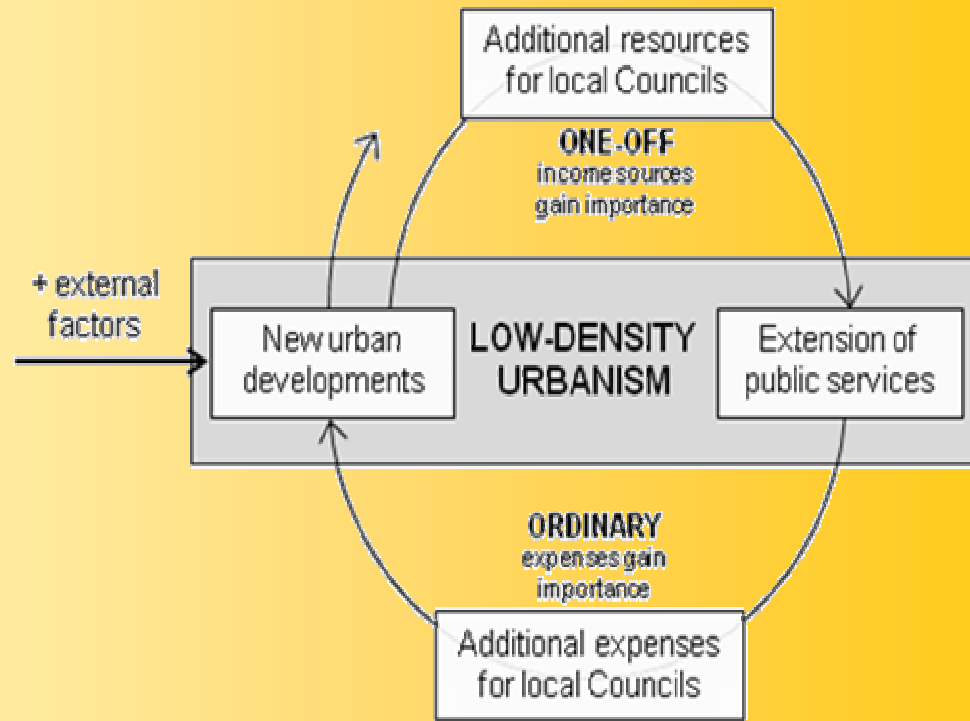 Additional resources
for local Councils
ONE-OFF
income sources
gain importance
+ external
factors
New urban
developments
LOW-DENSITY
URBANISM
Extension of
public services
ORDINARY
expenses gain
importance
Additional expenses
for local Councils